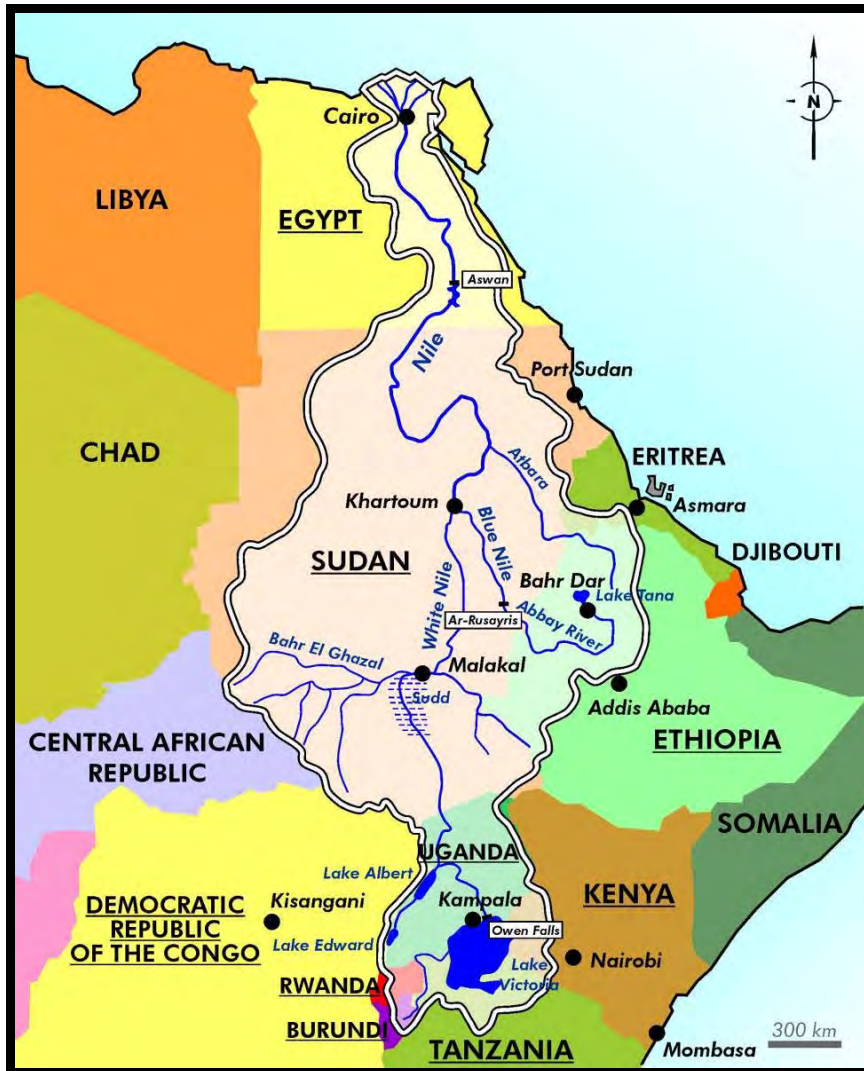 N
Cairo
LIBYA
EGYPT
Aswan
Nile
Port Sudan
CHAD
Atbara
ERITREA
Khartoum
Asmara
Blue Nile
DJIBOUTI
SUDAN
Bahr Dar
Lake Tana
White Nile
Ar-Rusayris
Abbay River
Bahr El Ghazal
Malakal
Sudd
Addis Ababa
CENTRAL AFRICAN
REPUBLIC
ETHIOPIA
SOMALIA
UGANDA
Lake Albert
Kisangani
Kampala
KENYA
DEMOCRATIC
REPUBLIC
OF THE CONGO
Owen Falls
Lake Edward
Nairobi
Lake
Victoria
RWANDA
BURUNDI
300 km
TANZANIA
Mombasa